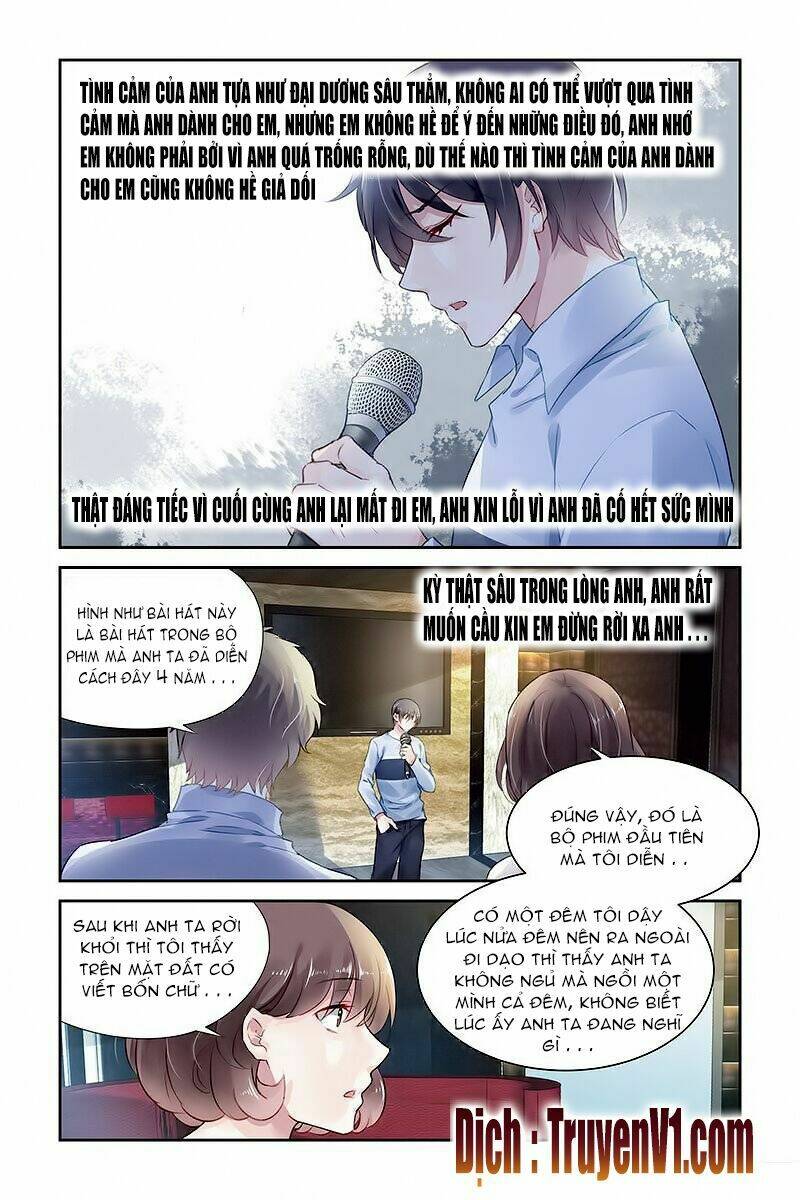 TÌNH CẢM CỦA ANH TỰA NHƯ ĐẠI DƯƠNG SÂU THẲM, KHÔNG AI CÓ THỂ VƯỢT QUA TÌNH
CẢM MÀ ANH DÀNH CHO EM, NHƯNG EM KHÔNG HỀ ĐỂ Ý ĐẾN NHỮNG ĐIỀU ĐÓ, ANH NHỚ
EM KHÔNG PHẢI BỞI VÌ ANH QUÁ TRỐNG RỖNG, DÙ THẾ NÀO THÌ TÌNH CẢM CỦA ANH DÀNH
CHO EM CŨNG KHÔNG HỀ GIẢ DỐI
THẬT ĐÁNG TIẾC VÌ CUỐI CÙNG ANH LẠI MẤT ĐI EM, ANH XIN LỖI VÌ ANH ĐÃ CỐ HẾT SỨC MÌNH
KỲ THẬT SÂU TRONG LÒNG ANH, ANH RẤT
MUỐN CẦU XIN EM ĐỪNG RỜI XA ANH . . .
HÌNH NHƯ BÀI HÁT NÀY
LÀ BÀI HÁT TRONG BỘ
PHIM MÀ ANH TA ĐÃ DIỄN
CÁCH ĐÂY 4 NĂM . . .
ĐÚNG VẬY, ĐÓ LÀ
BỘ PHIM ĐẦU TIÊN
MÀ TÔI DIỄN . .
CÓ MỘT ĐÊM TÔI DẬY
LÚC NỬA ĐÊM NÊN RA NGOÀI
ĐI DẠO THÌ THẤY ANH TA
KHÔNG NGỦ MÀ NGỒI MỘT
MÌNH CẢ ĐÊM, KHÔNG BIẾT
LÚC ẤY ANH TA ĐANG NGHĨ
GÌ . . .
SAU KHI ANH TA RỜI
KHỎI THÌ TÔI THẤY
TRÊN MẶT ĐẤT CÓ
VIẾT BỐN CHỮ . . .
Dịch : TruyenV1.com